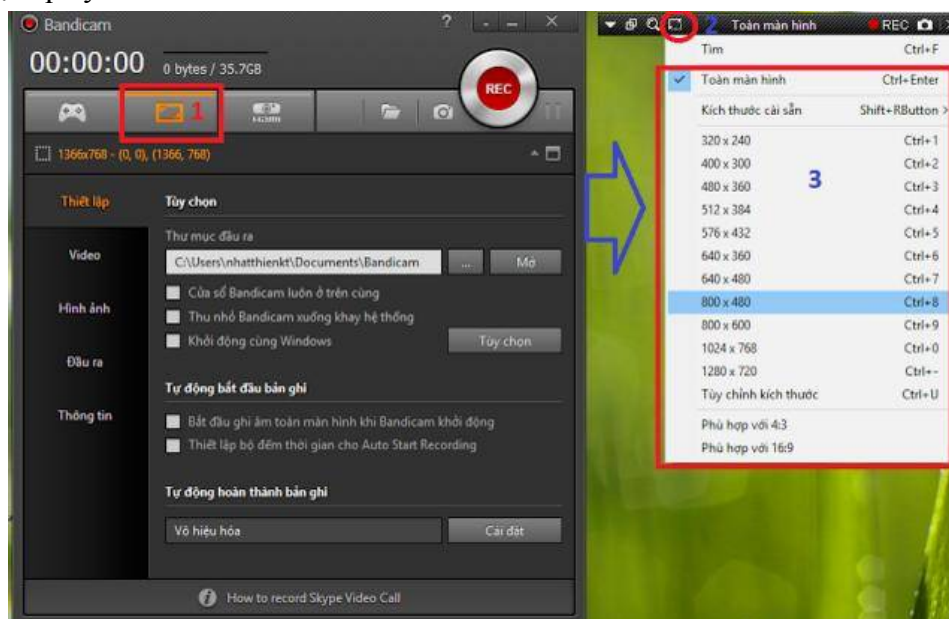 Bandicam
?
00:00:00
0 bytes / 35.7GB
REC
1
HDMI
1366x768 - (0, 0), (1366, 768)
Thiết lập
Video
Hình ảnh
Đầu ra
Thông tin
Tùy chọn
Thư mục đầu ra
C:\Users\nhatthienkt\Documents\Bandicam
...
Mở
Cửa sổ Bandicam luôn ở trên cùng
Thu nhỏ Bandicam xuống khay hệ thống
Khởi động cùng Windows
Tùy chọn
Tự động bắt đầu bản ghi
Bắt đầu ghi âm toàn màn hình khi Bandicam khởi động
Thiết lập bộ đếm thời gian cho Auto Start Recording
Tự động hoàn thành bản ghi
Vô hiệu hóa
Cài đặt
How to record Skype Video Call
2
Toàn màn hình
REC
Tìm Ctrl+F
Toàn màn hình Ctrl+Enter
Kích thước cài sẵn Shift+RButton >
320 x 240 Ctrl+1
400 x 300 Ctrl+2
480 x 360 Ctrl+3
3
512 x 384 Ctrl+4
576 x 432 Ctrl+5
640 x 360 Ctrl+6
640 x 480 Ctrl+7
800 x 480 Ctrl+8
800 x 600 Ctrl+9
1024 x 768 Ctrl+0
1280 x 720 Ctrl+-
Tùy chỉnh kích thước Ctrl+U
Phù hợp với 4:3
Phù hợp với 16:9